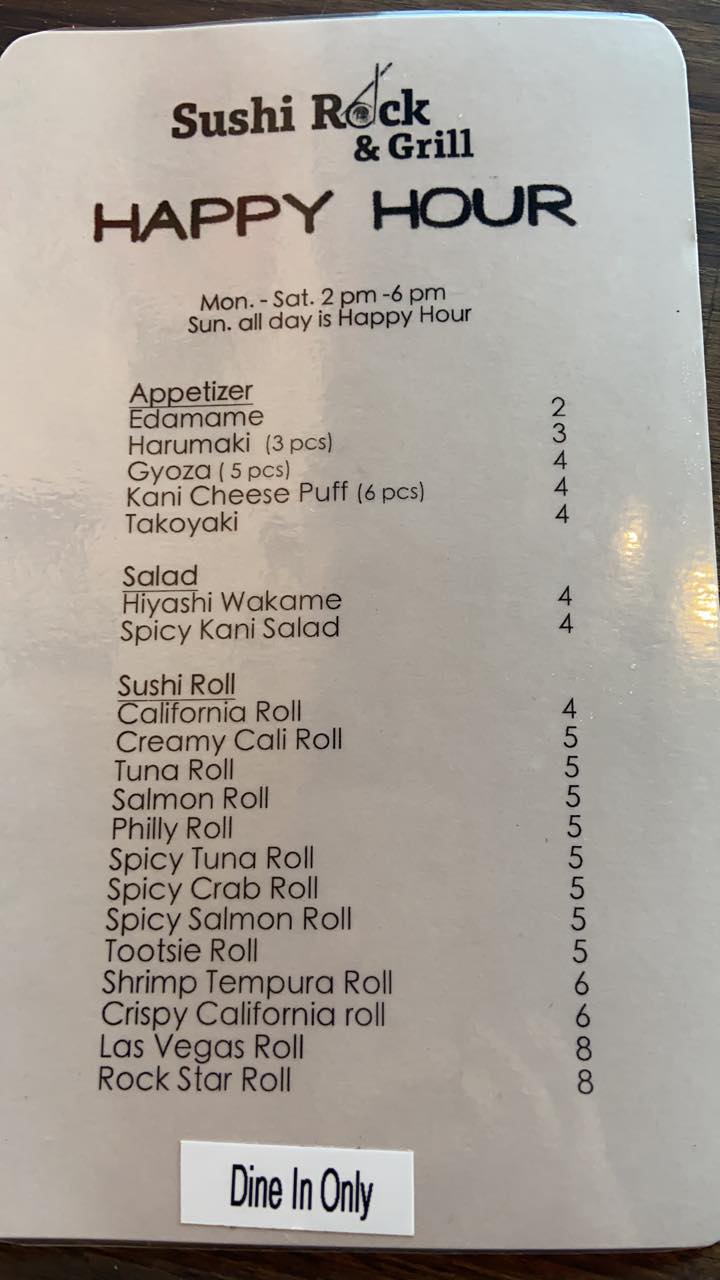 Sushi Rock
& Grill
HAPPY HOUR
Mon. - Sat. 2 pm -6 pm
Sun. all day is Happy Hour
Appetizer
Edamame 2
Harumaki (3 pcs) 3
Gyoza ( 5 pcs) 4
Kani Cheese Puff (6 pcs) 4
Takoyaki 4
Salad
Hiyashi Wakame 4
Spicy Kani Salad 4
Sushi Roll
California Roll 4
Creamy Cali Roll 5
Tuna Roll 5
Salmon Roll 5
Philly Roll 5
Spicy Tuna Roll 5
Spicy Crab Roll 5
Spicy Salmon Roll 5
Tootsie Roll 5
Shrimp Tempura Roll 6
Crispy California roll 6
Las Vegas Roll 8
Rock Star Roll 8
Dine In Only